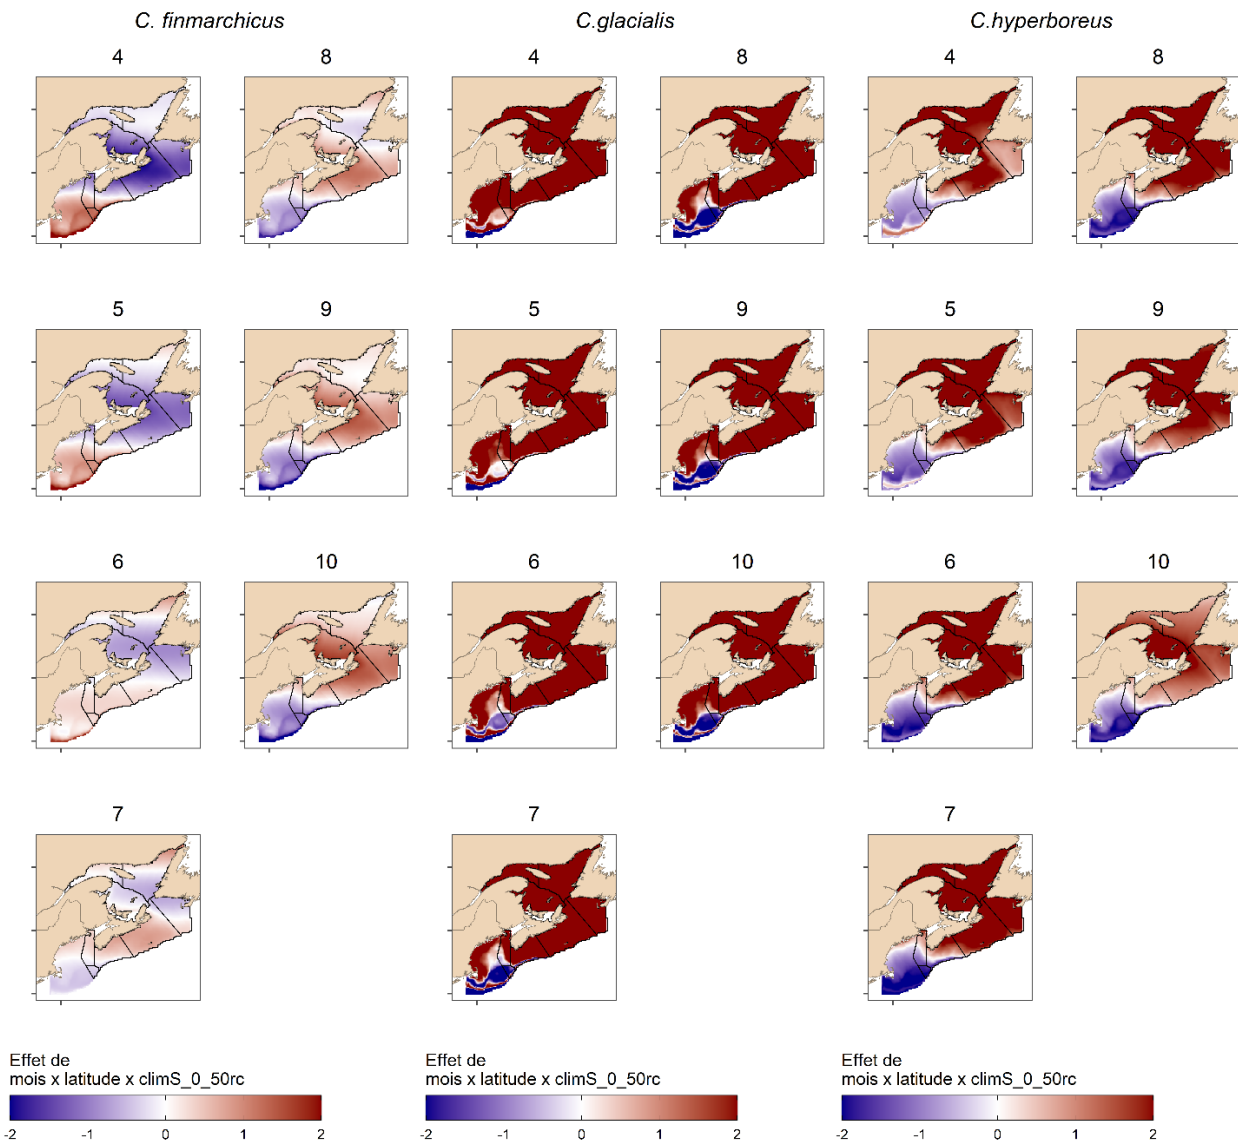 C. finmarchicus C.glacialis C.hyperboreus
4 8 4 8 4 8
5 9 5 9 5 9
6 10 6 10 6 10
7 7 7
Effet de Effet de Effet de
mois x latitude x climS_0_50rc mois x latitude x climS_0_50rc mois x latitude x climS_0_50rc
-2 -1 0 1 2 -2 -1 0 1 2 -2 -1 0 1 2